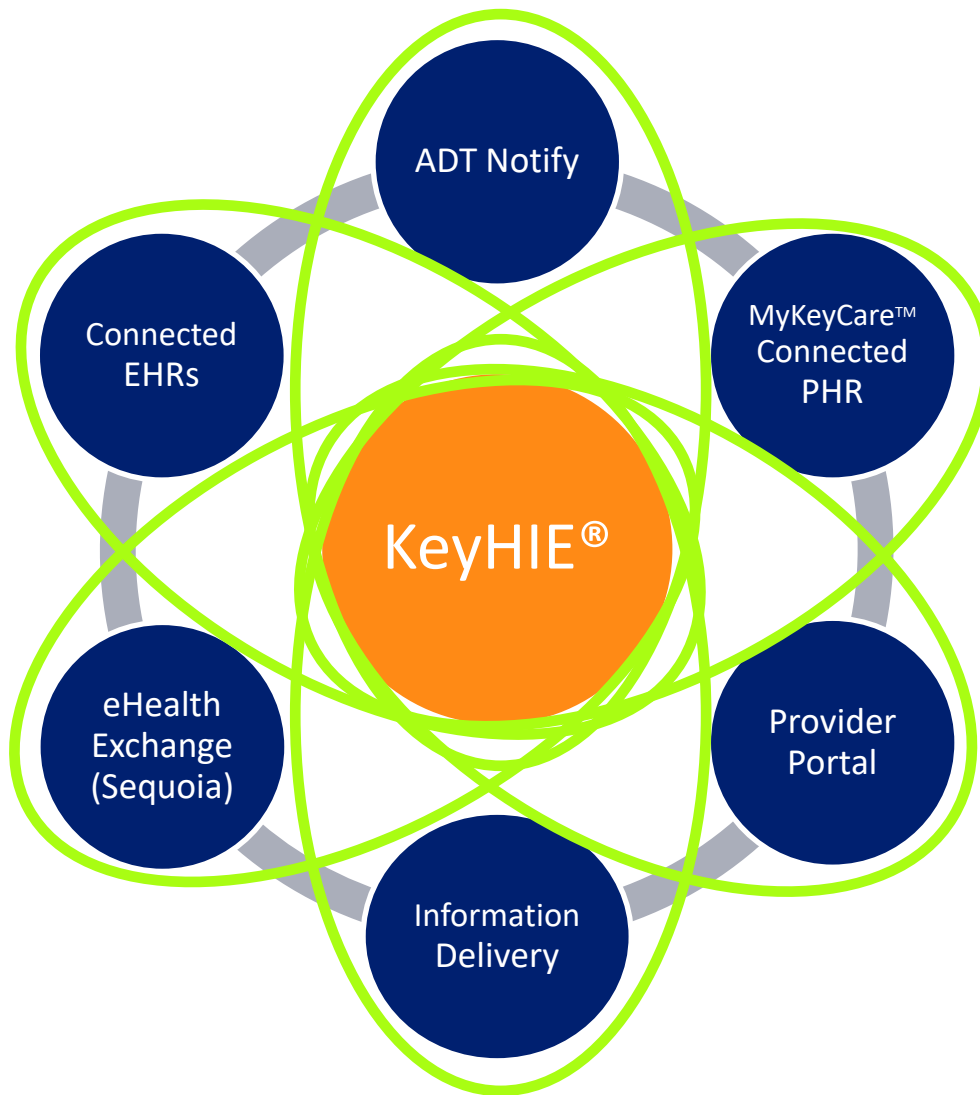 ADT Notify
MyKeyCare™
Connected
PHR
Provider
Portal
Information
Delivery
eHealth
Exchange
(Sequoia)
Connected
EHRs
KeyHIE®